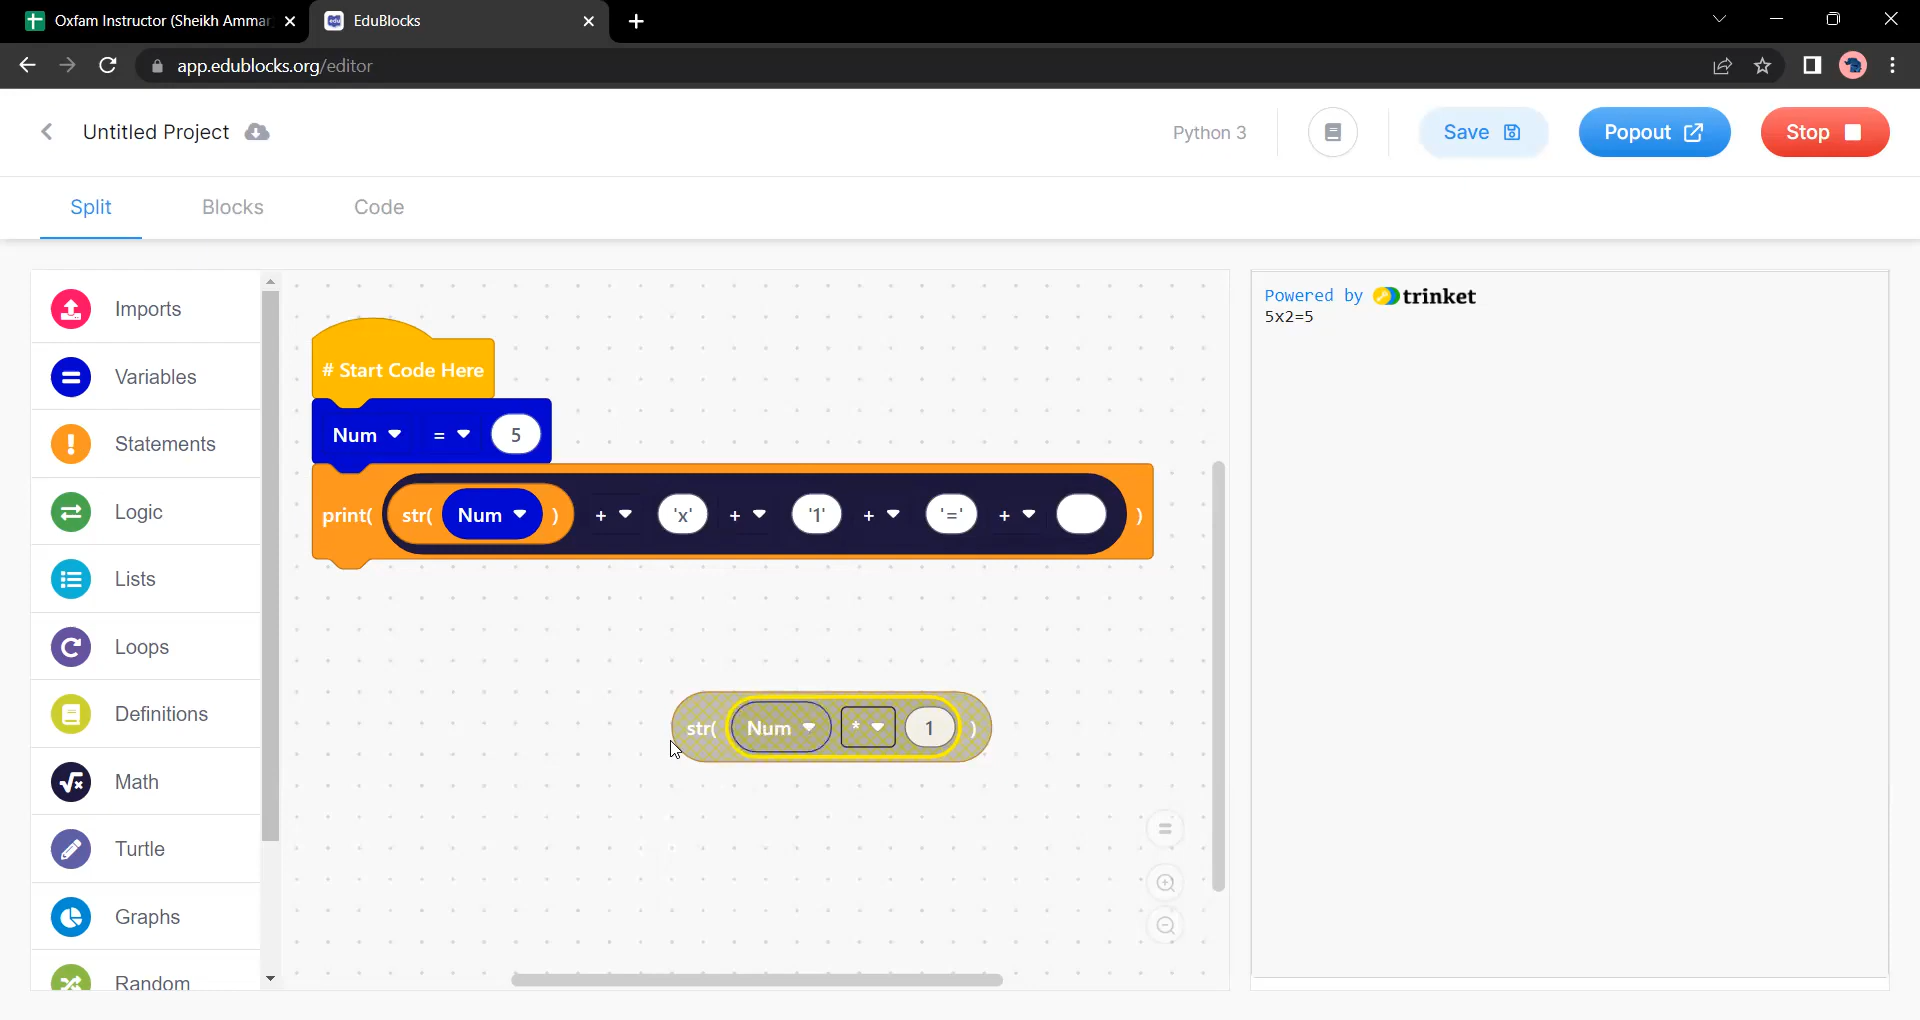 Oxfam Instructor (Sheikh Ammar
EduBlocks
app.edublocks.org/editor
Untitled Project
Python 3
Save
Popout
Stop
Split
Blocks
Code
Imports
Variables
Statements
Logic
Lists
Loops
Definitions
Math
Turtle
Graphs
Random
# Start Code Here
Num = 5
print( str( Num ) + 'x' + '1' + '=' + )
str( Num * 1 )
Powered by trinket
5x2=5